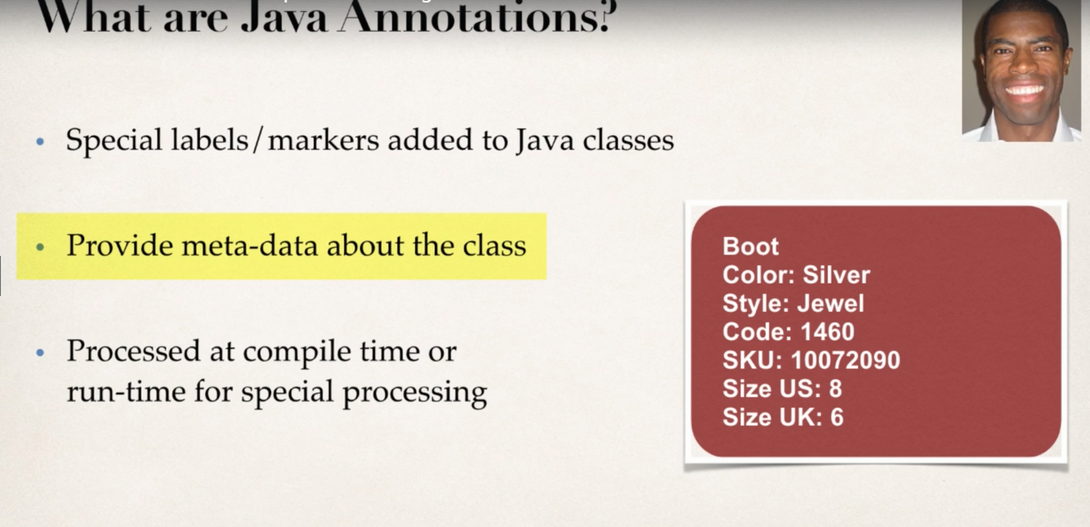 What are Java Annotations?
• Special labels/markers added to Java classes
• Provide meta-data about the class
• Processed at compile time or
run-time for special processing
Boot
Color: Silver
Style: Jewel
Code: 1460
SKU: 10072090
Size US: 8
Size UK: 6